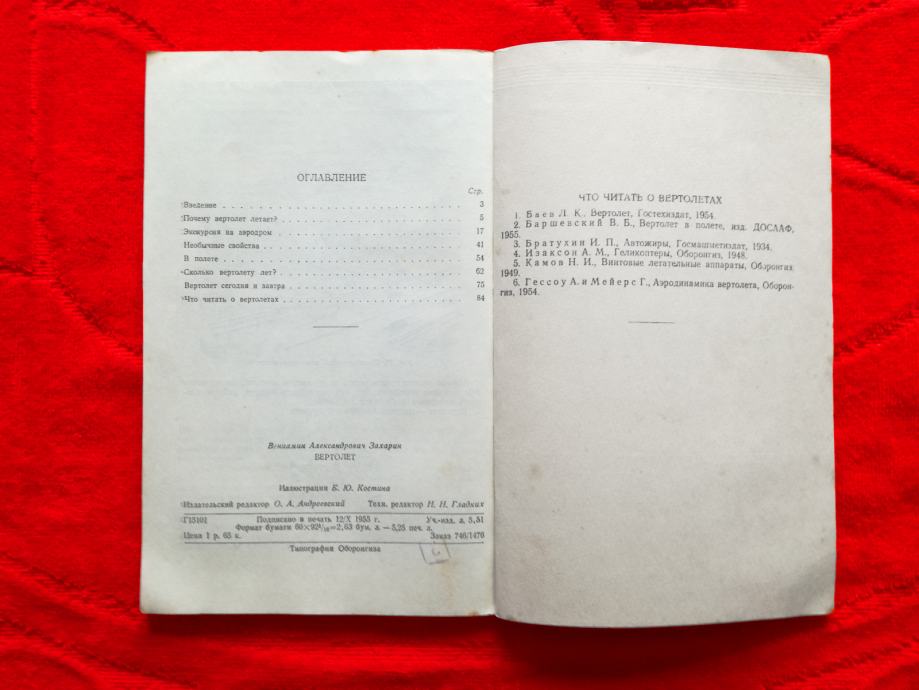 ОГЛАВЛЕНИЕ
Стр.
Введение 3
Почему вертолет летает? 5
Экскурсия на аэродром 17
Необычные свойства 41
В полете 54
Сколько вертолету лет? 62
Вертолет сегодня и завтра 75
Что читать о вертолетах 84
Вениамин Александрович Захарин
ВЕРТОЛЕТ
Иллюстрации Б. Ю. Костина
Издательский редактор О. А. Андреевский Техн. редактор Н. Н. Гладких
Г15101 Подписано в печать 12/X 1955 г. Уч.-изд. л. 5,51
Формат бумаги 60×92 1/16=2,63 бум. л. — 5,25 печ. л.
Цена 1 р. 65 к. Заказ 746/1476
Типография Оборонгиза
ЧТО ЧИТАТЬ О ВЕРТОЛЕТАХ
1. Баев Л. К., Вертолет, Гостехиздат, 1954.
2. Баршевский В. Б., Вертолет в полете, изд. ДОСААФ,
1955.
3. Братухин И. П., Автожиры, Госмашметиздат, 1934.
4. Изаксон А. М., Геликоптеры, Оборонгиз, 1948.
5. Камов Н. И., Винтовые летательные аппараты, Оборонгиз
1949.
6. Гессоу А. и Мейерс Г., Аэродинамика вертолета, Оборон-
гиз, 1954.